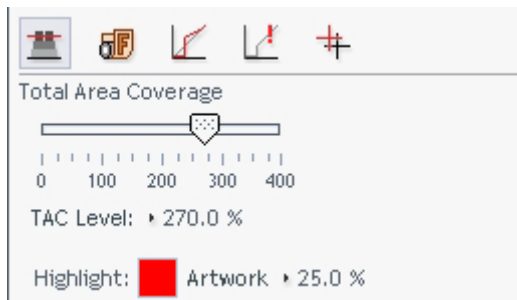 Total Area Coverage
0 100 200 300 400
TAC Level: 270.0 %
Highlight: Artwork 25.0 %